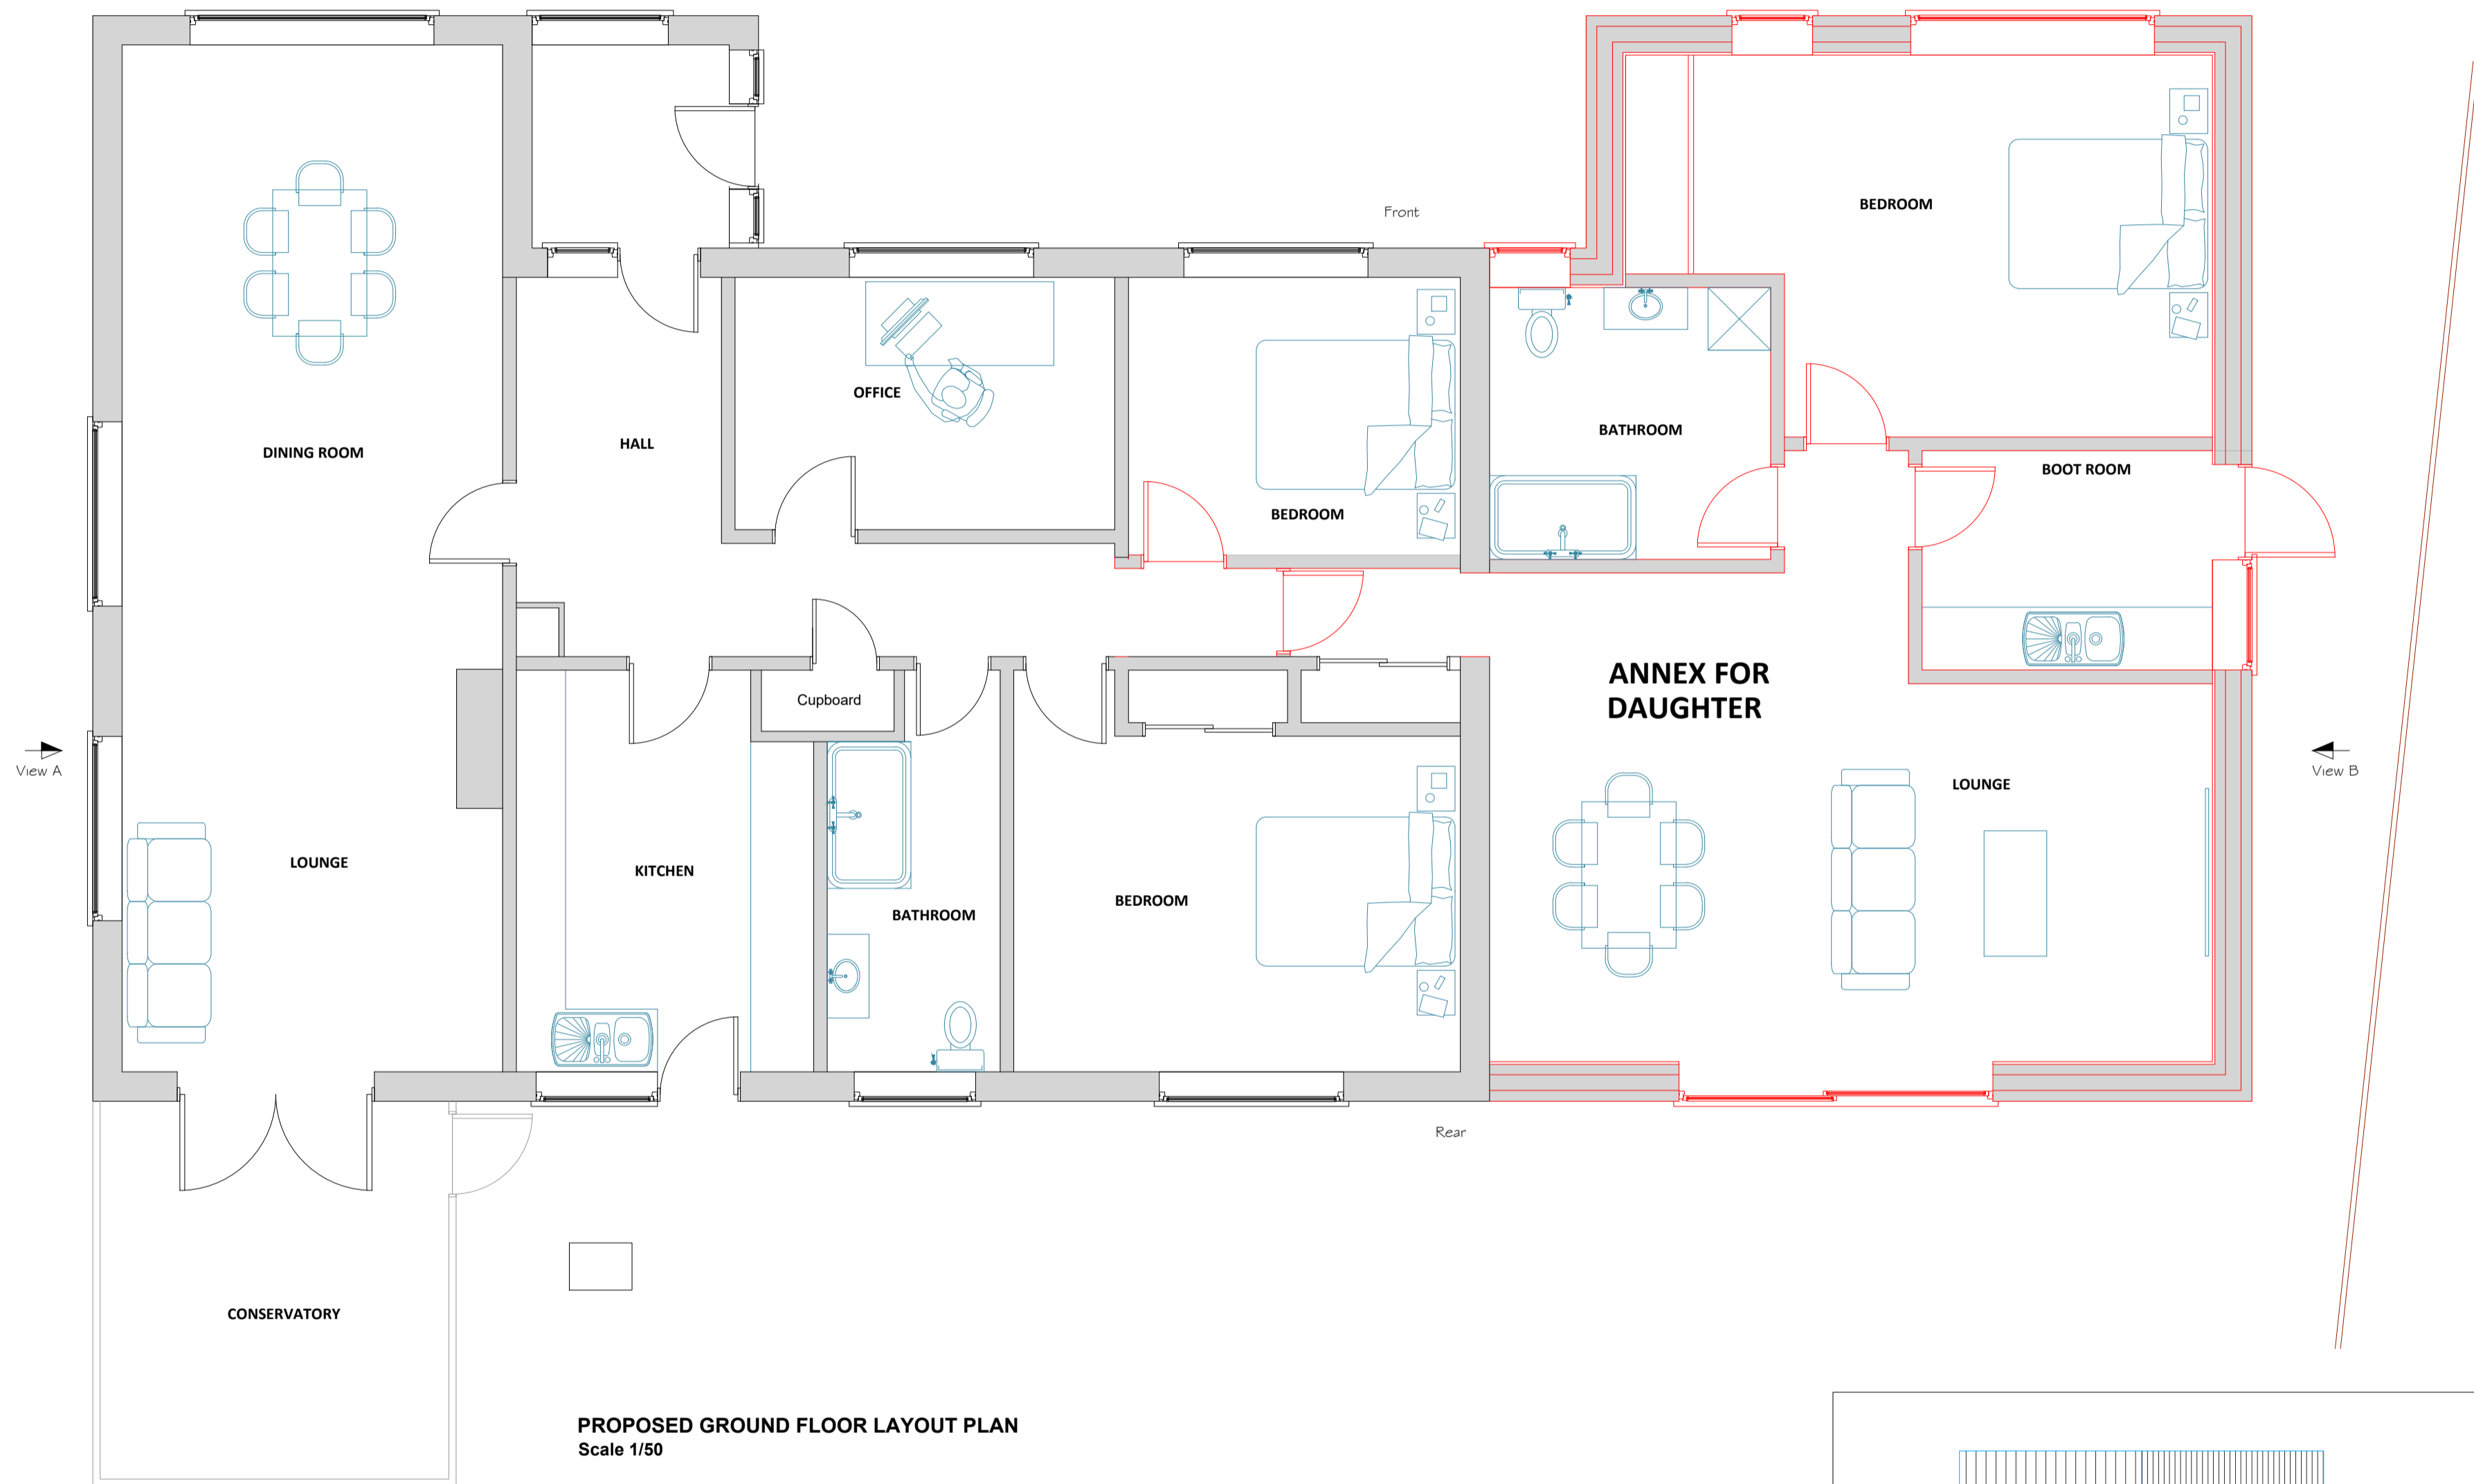 Front
BEDROOM
OFFICE
HALL
BATHROOM
DINING ROOM
BOOT ROOM
BEDROOM
ANNEX FOR
DAUGHTER
Cupboard
View A
View B
LOUNGE
LOUNGE
KITCHEN
BEDROOM
BATHROOM
Rear
CONSERVATORY
PROPOSED GROUND FLOOR LAYOUT PLAN
Scale 1/50